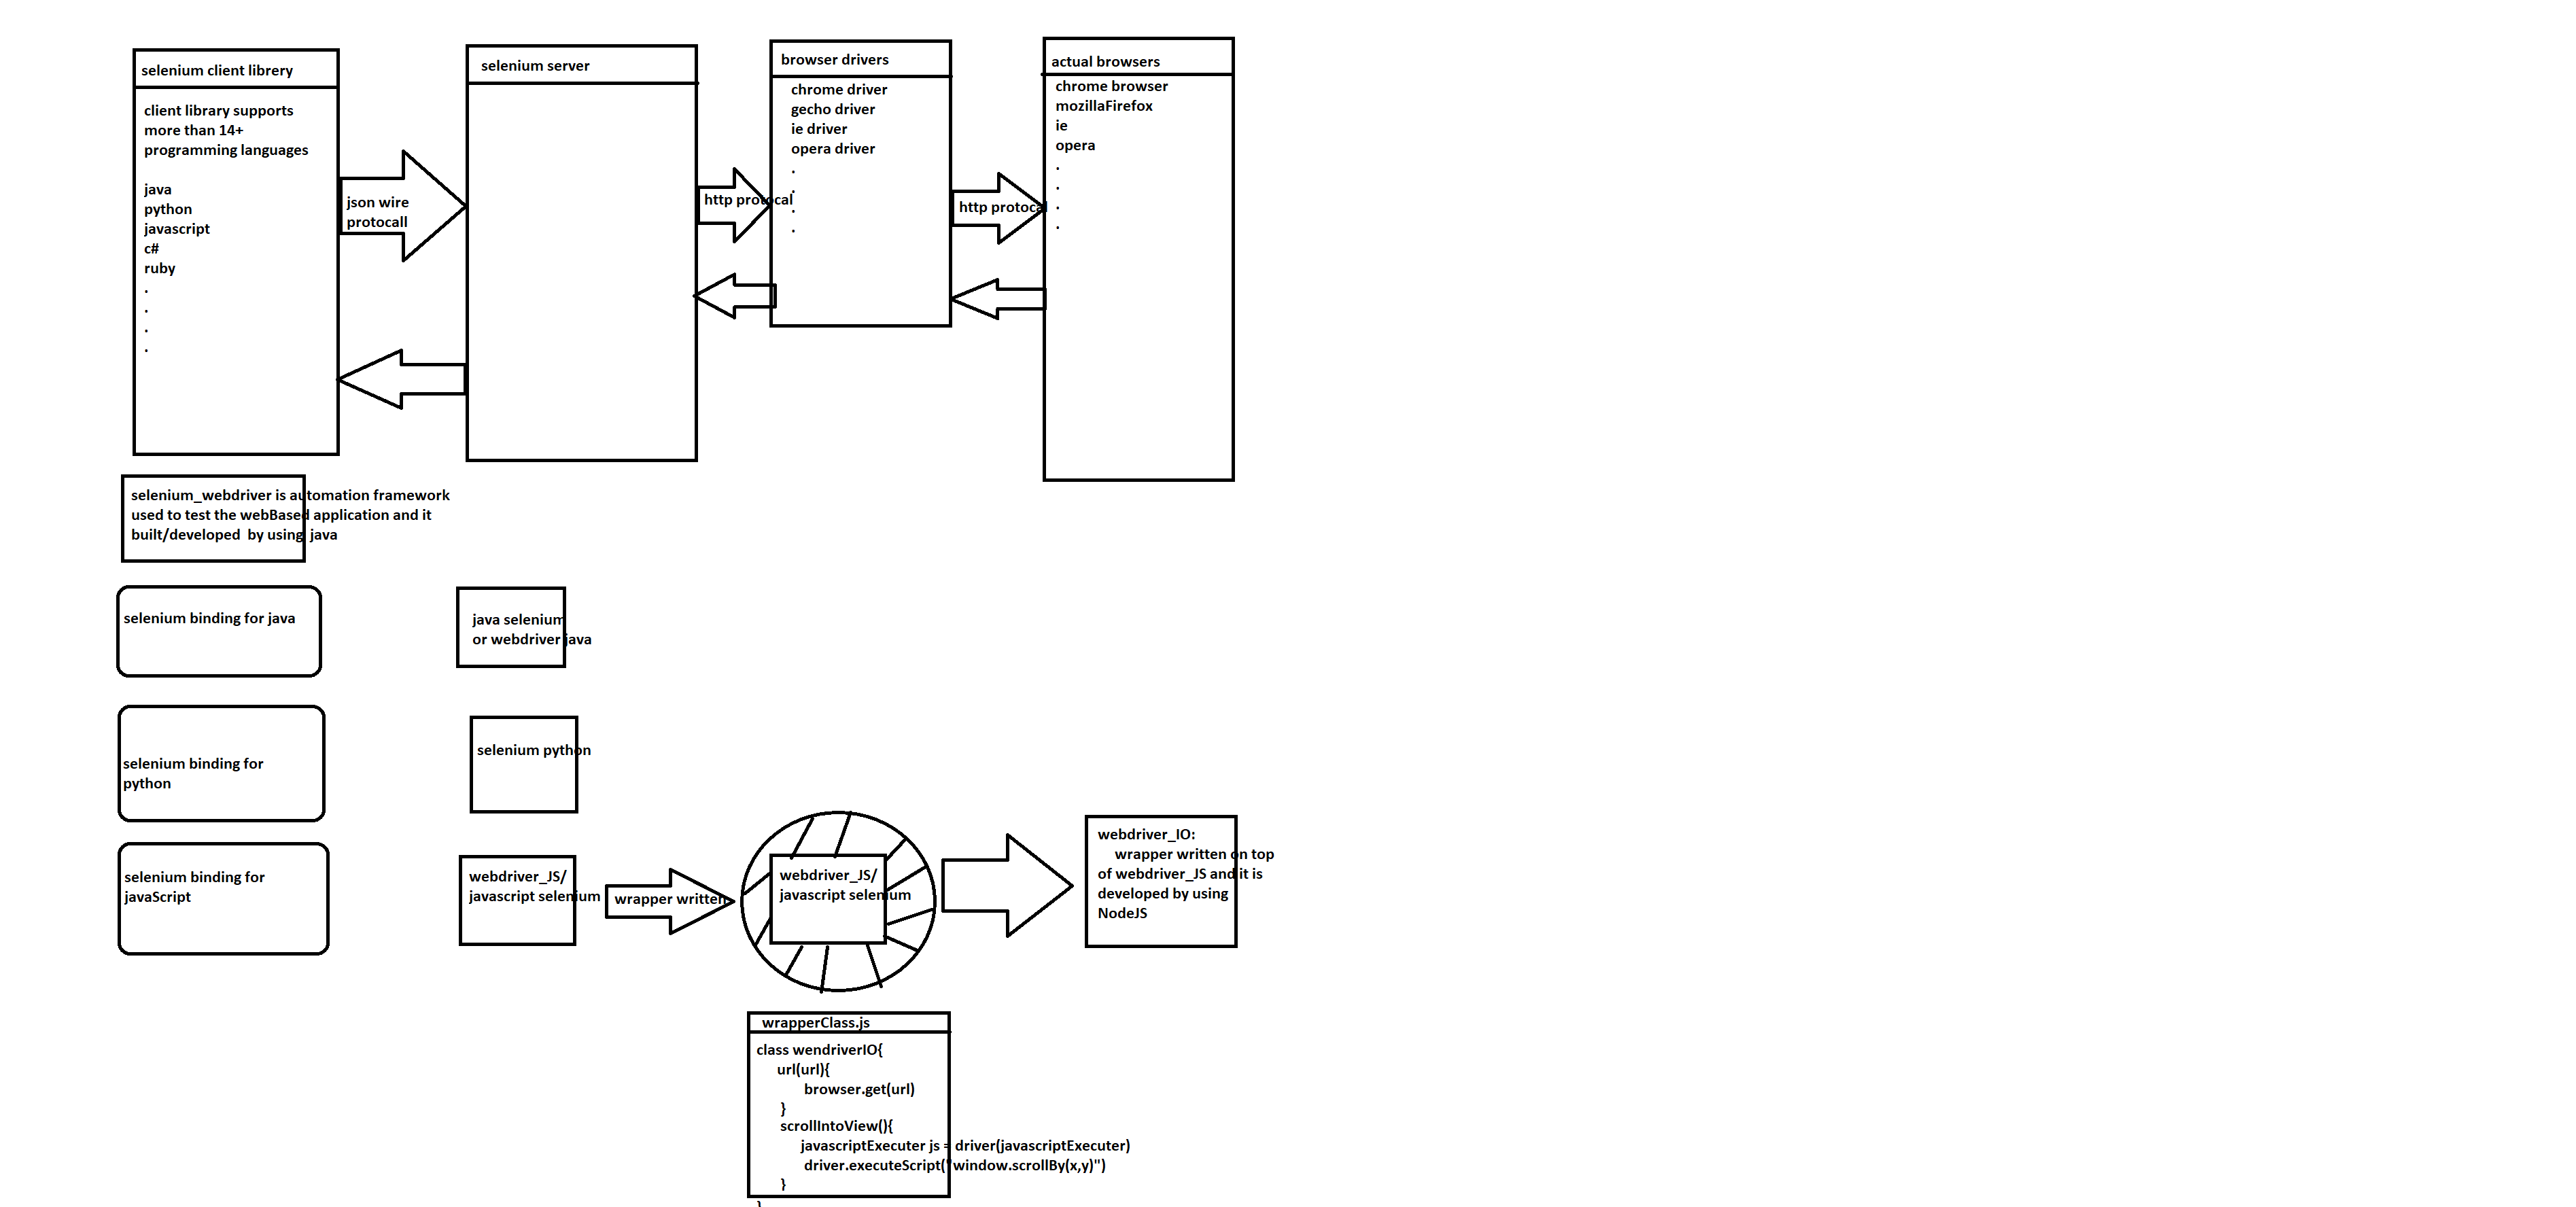 selenium client librery
client library supports
more than 14+
programming languages
java
python
javascript
c#
ruby
.
.
.
.
json wire
protocall
selenium server
http protocal
browser drivers
chrome driver
gecho driver
ie driver
opera driver
.
.
.
.
http protocal
actual browsers
chrome browser
mozillaFirefox
ie
opera
.
.
.
.
selenium_webdriver is automation framework
used to test the webBased application and it
built/developed  by using java
selenium binding for java
java selenium
or webdriver java
selenium binding for
python
selenium python
selenium binding for
javaScript
webdriver_JS/
javascript selenium
wrapper written
webdriver_JS/
javascript selenium
webdriver_IO:
wrapper written on top
of webdriver_JS and it is
developed by using
NodeJS
wrapperClass.js
class wendriverIO{
url(url){
browser.get(url)
}
scrollIntoView(){
javascriptExecuter js = driver(javascriptExecuter)
driver.executeScript("window.scrollBy(x,y)")
}
}